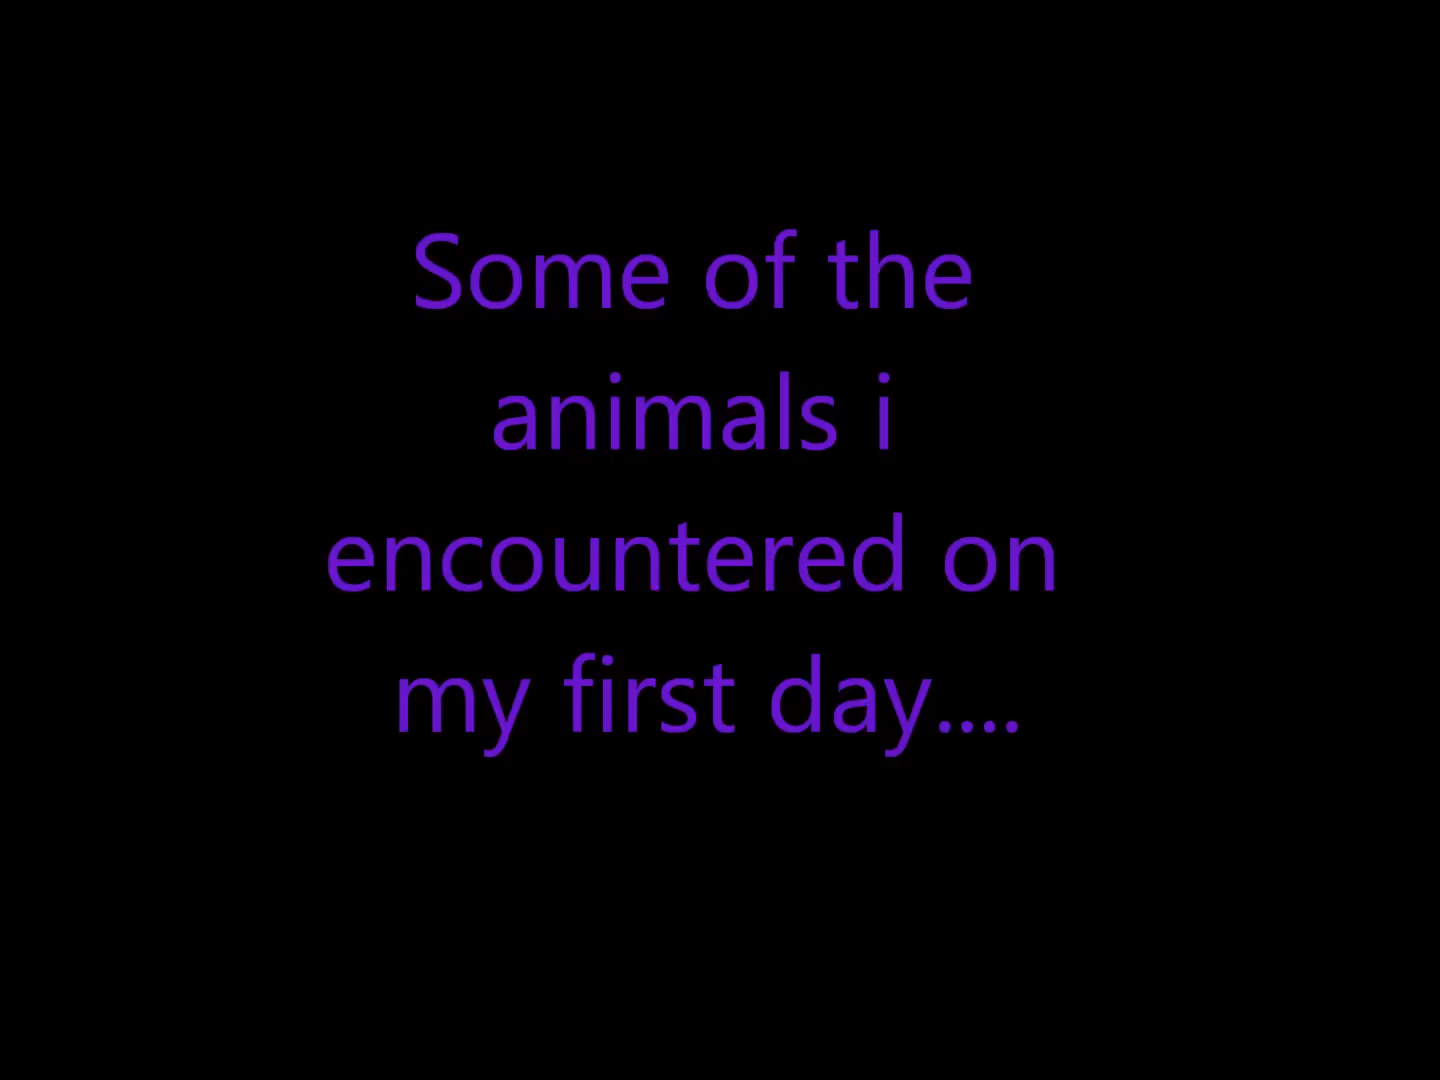 Some of the
animals i
encountered on
my first day....